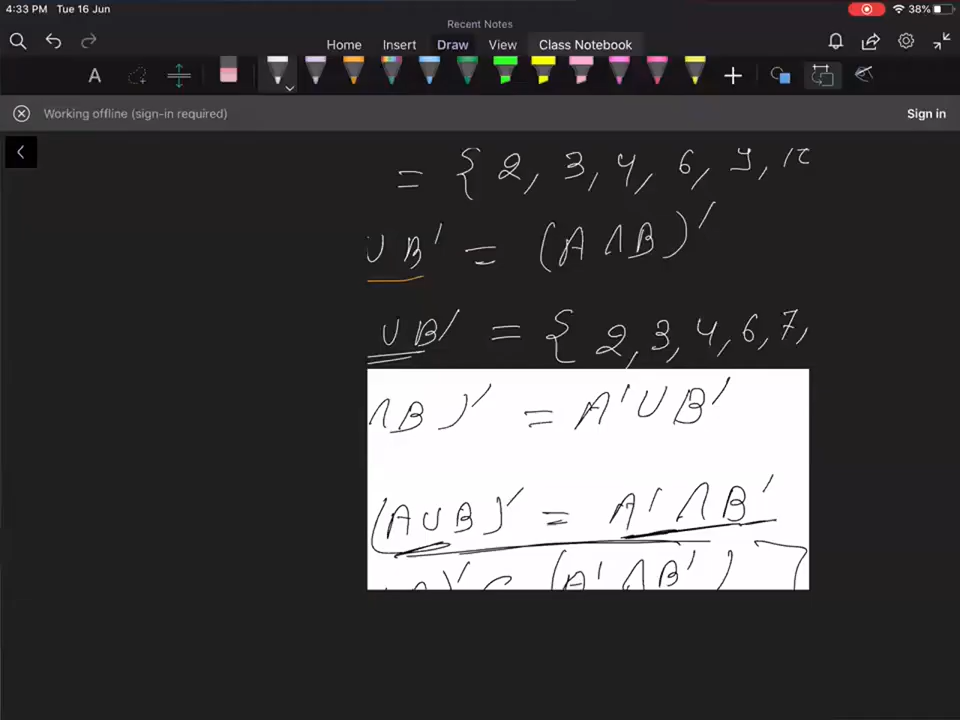 4:33 PM Tue 16 Jun
38%
Recent Notes
Home Insert Draw View Class Notebook
A
Working offline (sign-in required) Sign in
= { 2, 3, 4, 6, 7,
∪ B' = (A ∩ B)'
∪ B' = { 2, 3, 4, 6, 7,
∩ B )' = A' ∪ B'
(A ∪ B)' = A' ∩ B'
)' ⊂ (A' ∩ B')